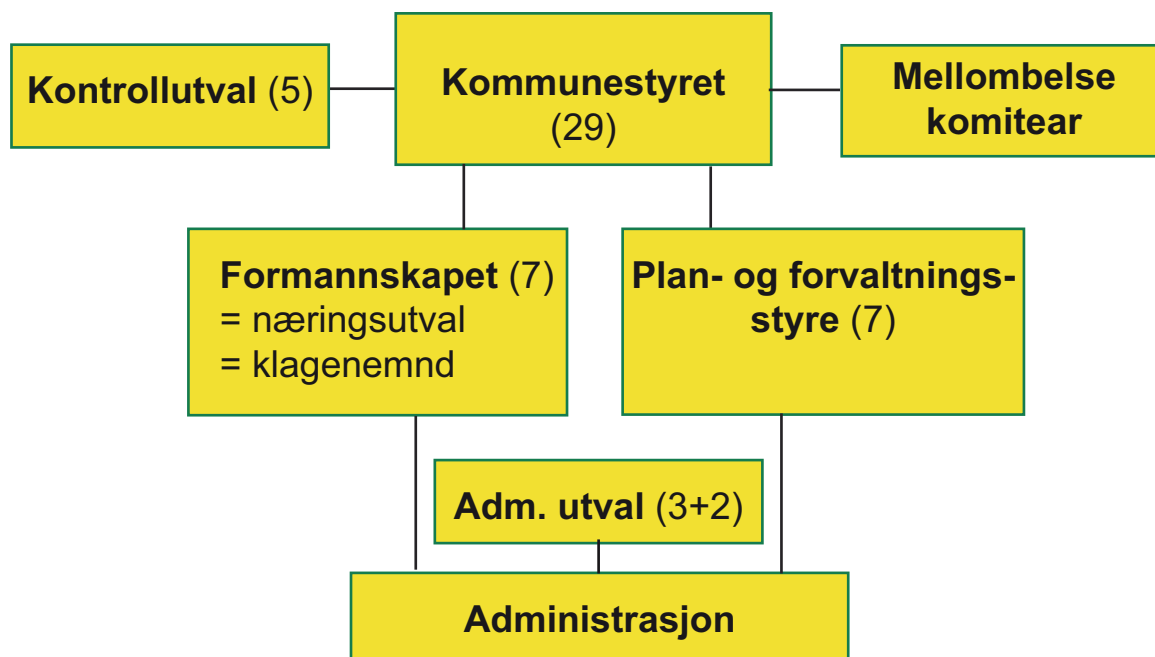 Kontrollutval (5)
Kommunestyret
(29)
Mellombelse
komitear
Formannskapet (7)
= næringsutval
= klagenemnd
Plan- og forvaltnings-
styre (7)
Adm. utval (3+2)
Administrasjon